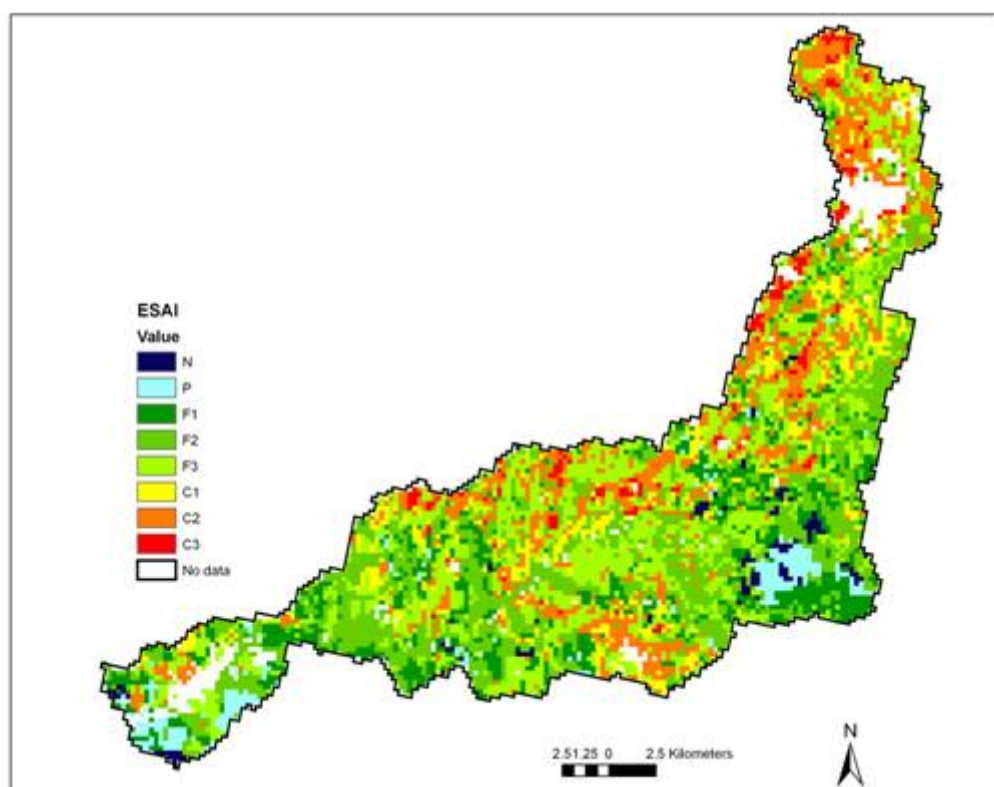 ESAI
Value
N
P
F1
F2
F3
C1
C2
C3
No data
N
2.51.25 0 2.5 Kilometers